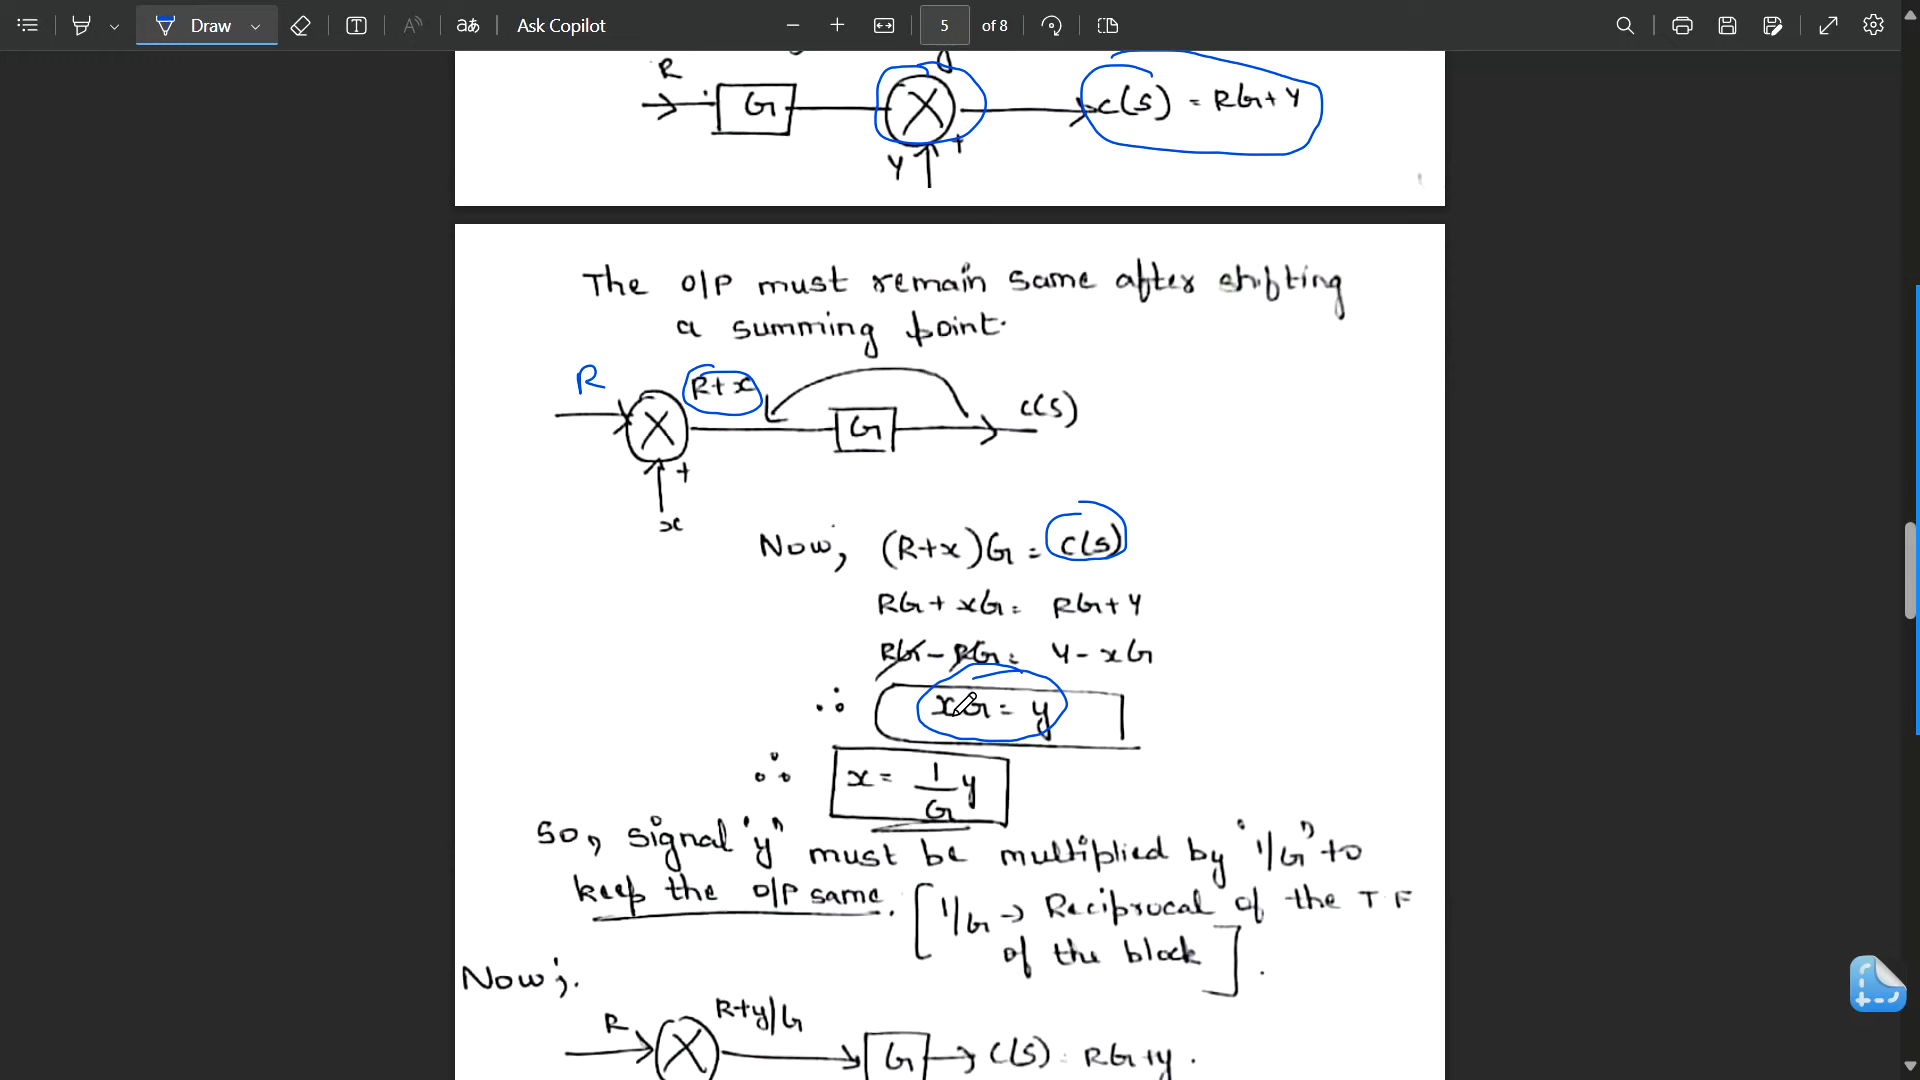 Draw
aあ
Ask Copilot
5 of 8
R
G
X
C(S) = RG+Y
Y
+
The O/P must remain same after shifting
a summing point.
R
R+x
X
G
C(S)
+
x
Now, (R+x)G = C(S)
RG + xG = RG+Y
RG - RG = Y - xG
∴ xG = y
∴ x = 1/G y
So, signal "y" must be multiplied by "1/G" to
keep the O/P same. [1/G → Reciprocal of the T F
of the block].
Now;.
R
R+y/G
X
G
C(S) = RG+y.